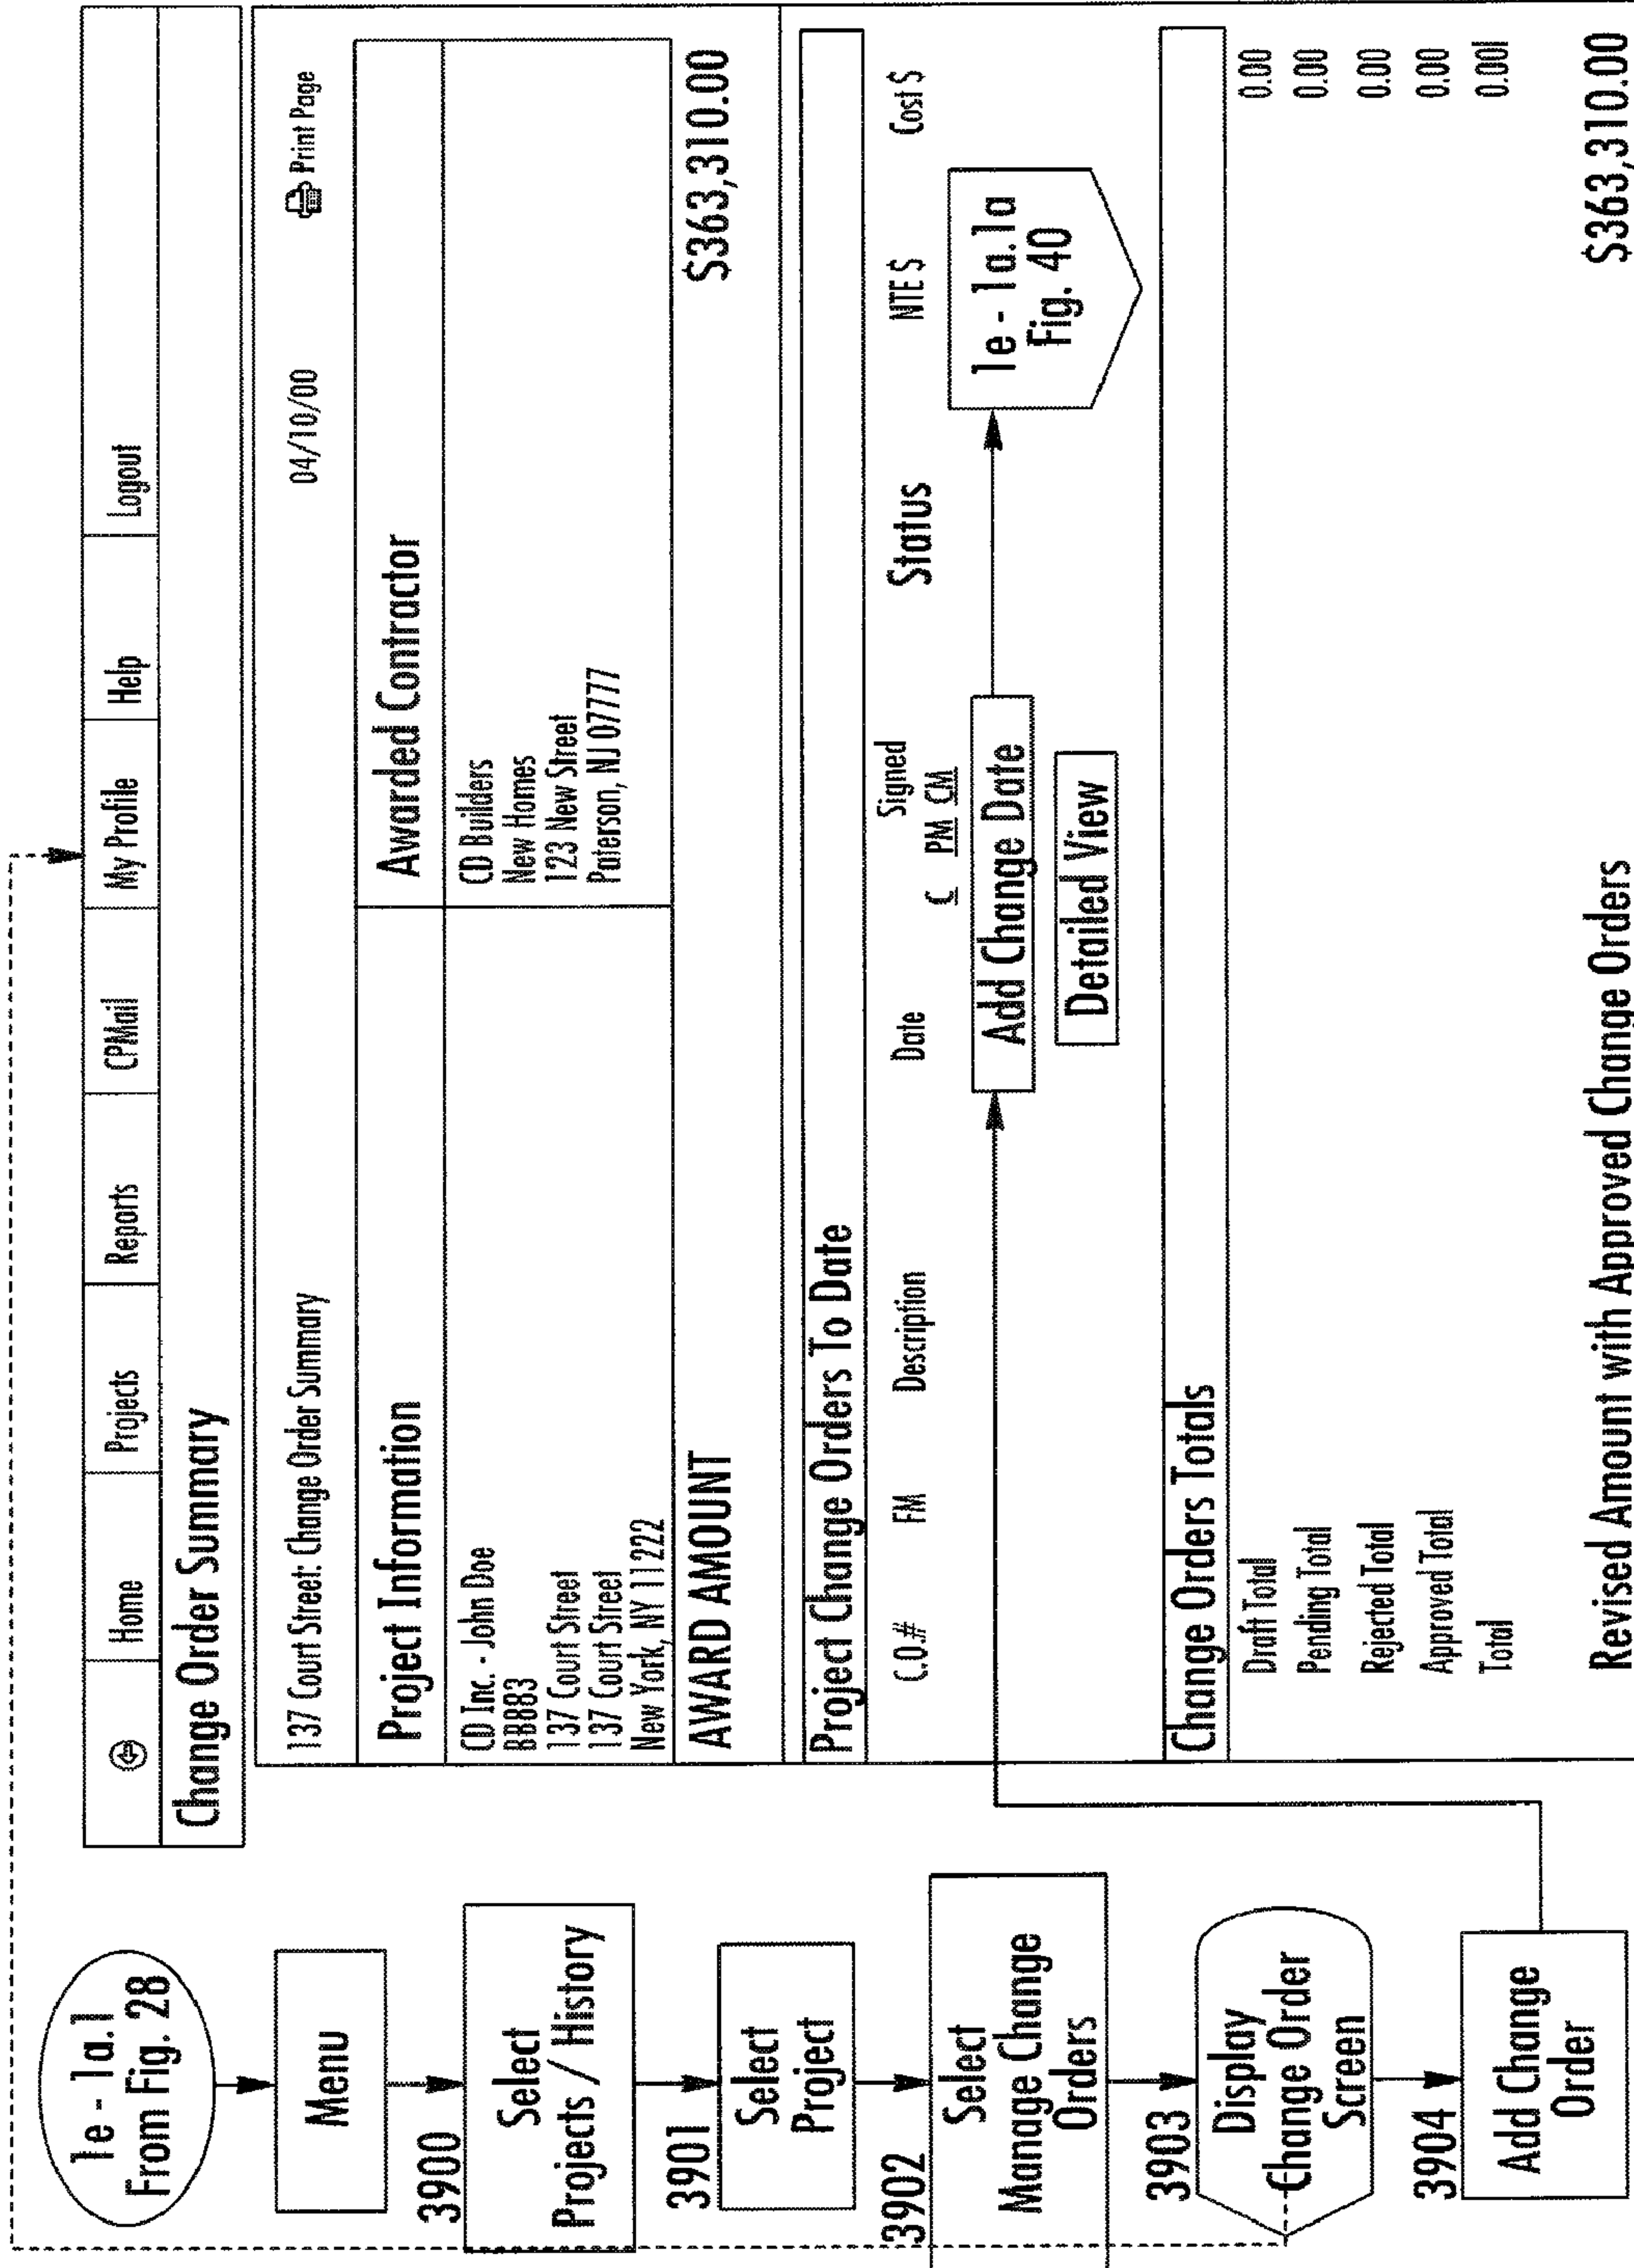 1e - 1a.1
From Fig. 28
Menu
3900
Select
Projects / History
3901
Select
Project
3902
Select
Manage Change
Orders
3903
Display
Change Order
Screen
3904
Add Change
Order
Home Projects Reports CPMail My Profile Help Logout
Change Order Summary
137 Court Street: Change Order Summary 04/10/00 Print Page
Project Information Awarded Contractor
CD Inc. - John Doe
BB883
137 Court Street
137 Court Street
New York, NY 11222
CD Builders
New Homes
123 New Street
Paterson, NJ 07777
AWARD AMOUNT $363,310.00
Project Change Orders To Date
Signed
C.O.# FM Description Date C PM CM Status NTE $ Cost $
Add Change Date
Detailed View
1e - 1a.1a
Fig. 40
Change Orders Totals
Draft Total 0.00
Pending Total 0.00
Rejected Total 0.00
Approved Total 0.00
Total 0.00l
Revised Amount with Approved Change Orders $363,310.00